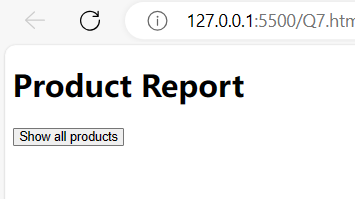 127.0.0.1:5500/Q7.htm
Product Report
Show all products